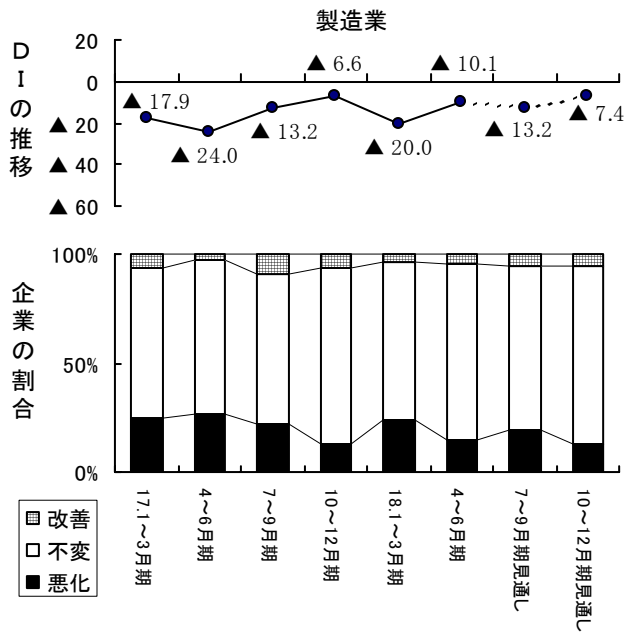 製造業
DIの推移
20
0
▲ 20
▲ 40
▲ 60
▲ 17.9
▲ 24.0
▲ 13.2
▲ 6.6
▲ 20.0
▲ 10.1
▲ 13.2
▲ 7.4
企業の割合
100%
50%
0%
17.1～3月期
4～6月期
7～9月期
10～12月期
18.1～3月期
4～6月期
7～9月期見通し
10～12月期見通し
改善
不変
悪化